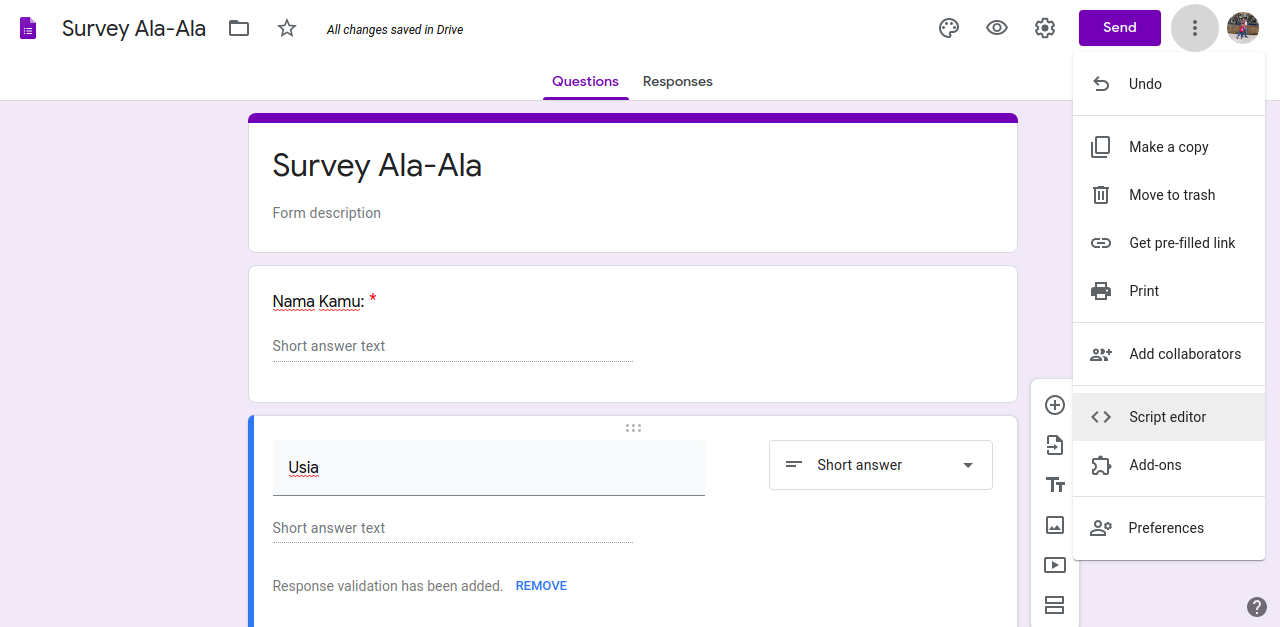 Survey Ala-Ala
All changes saved in Drive
Send
Questions
Responses
Undo
Make a copy
Move to trash
Get pre-filled link
Print
Add collaborators
Script editor
Add-ons
Preferences
Survey Ala-Ala
Form description
Nama Kamu: *
Short answer text
Usia
Short answer
Short answer text
Response validation has been added. REMOVE